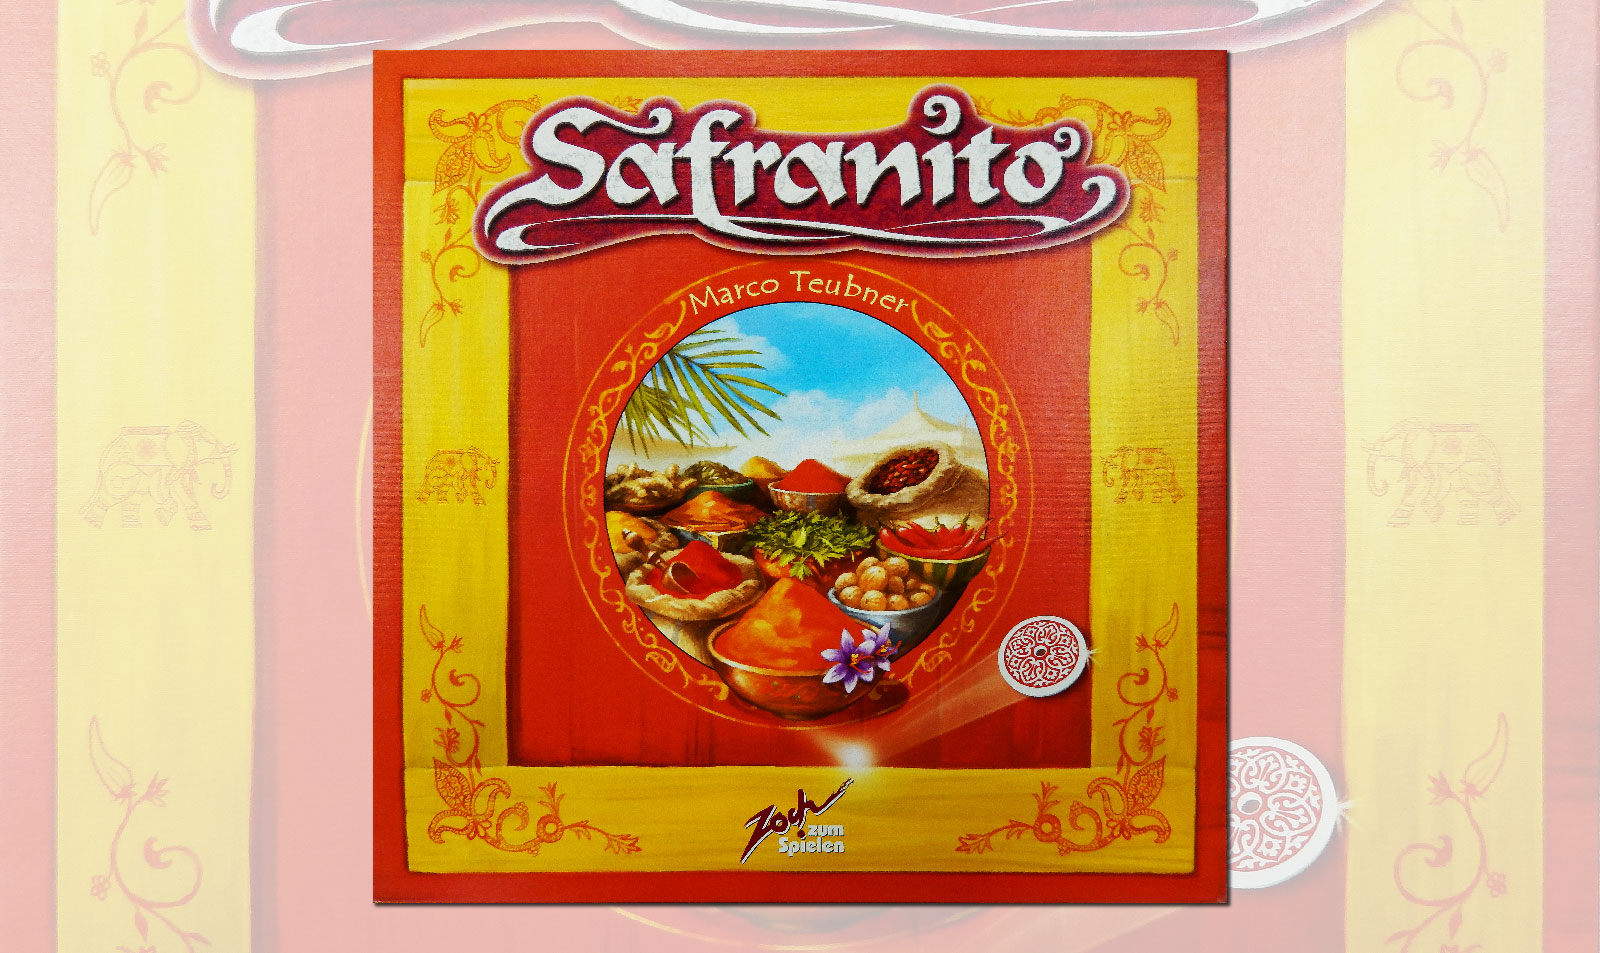 Safranito
Marco Teubner
Zoch
zum
Spielen